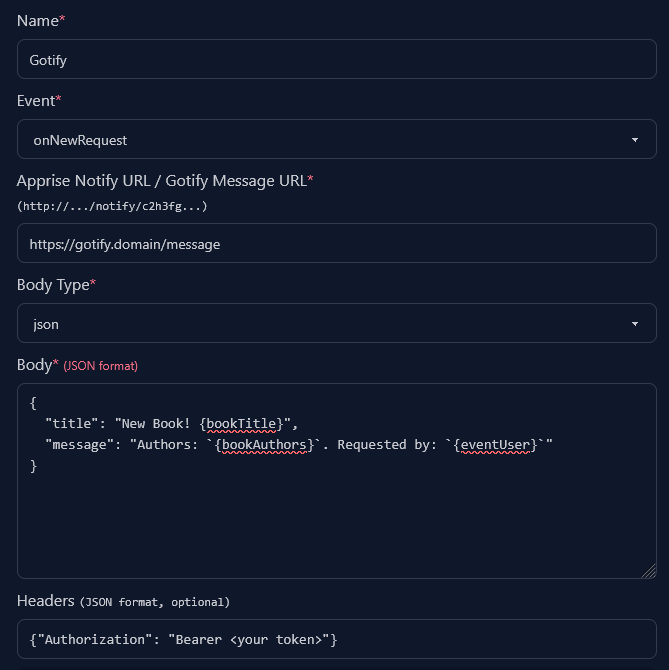 Name*
Gotify
Event*
onNewRequest
Apprise Notify URL / Gotify Message URL*
(http://.../notify/c2h3fg...)
https://gotify.domain/message
Body Type*
json
Body* (JSON format)
{
  "title": "New Book! {bookTitle}",
  "message": "Authors: `{bookAuthors}`. Requested by: `{eventUser}`"
}
Headers (JSON format, optional)
{"Authorization": "Bearer <your token>"}